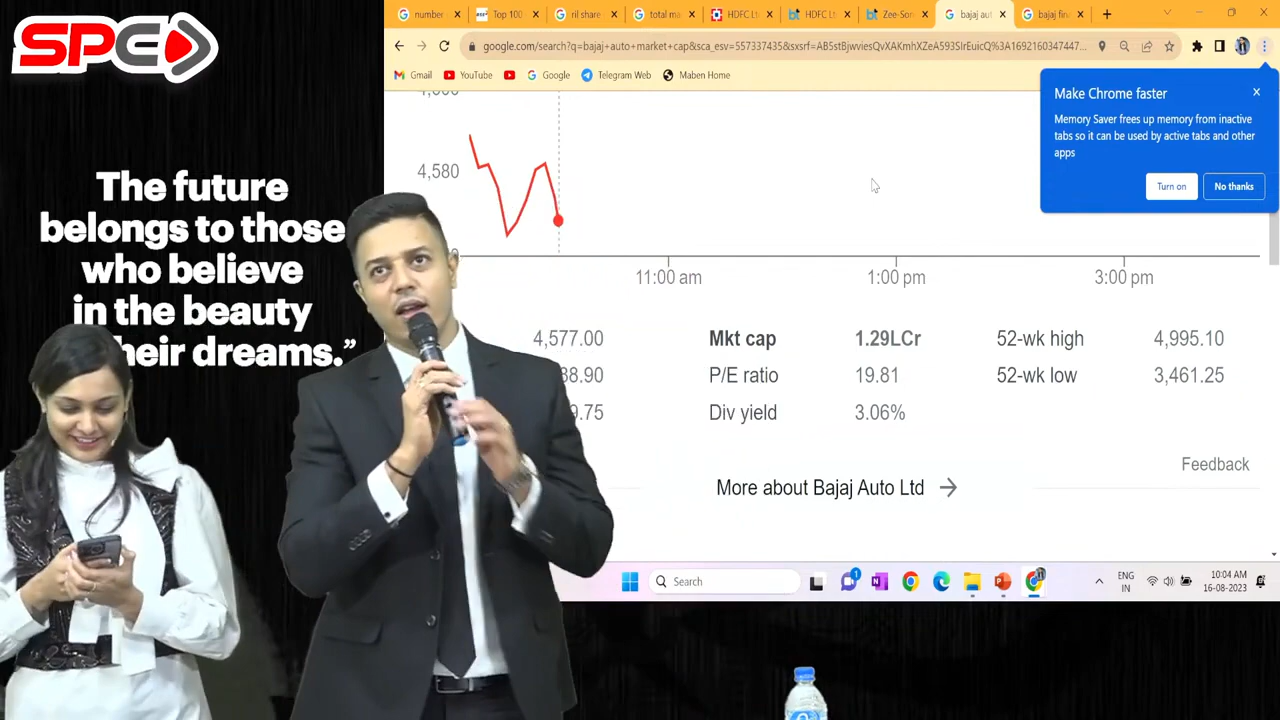 SPE
The future
belongs to those
who believe
in the beauty
heir dreams.”
number
Top 100
ril share
total ma
HDFC Lt
HDFC L
Zee-Son
bajaj aut
bajaj fin
google.com/search?q=bajaj+auto+market+cap&sca_esv=557337435&sxsrf=AB5stBjwviesQvXAKmhXZeA593SlrEuicQ%3A1692160347447...
Gmail
YouTube
Google
Telegram Web
Maben Home
Make Chrome faster
Memory Saver frees up memory from inactive
tabs so it can be used by active tabs and other
apps
Turn on
No thanks
4,580
11:00 am
1:00 pm
3:00 pm
4,577.00
Mkt cap
1.29LCr
52-wk high
4,995.10
8.90
P/E ratio
19.81
52-wk low
3,461.25
9.75
Div yield
3.06%
Feedback
More about Bajaj Auto Ltd →
Search
ENG
IN
10:04 AM
16-08-2023